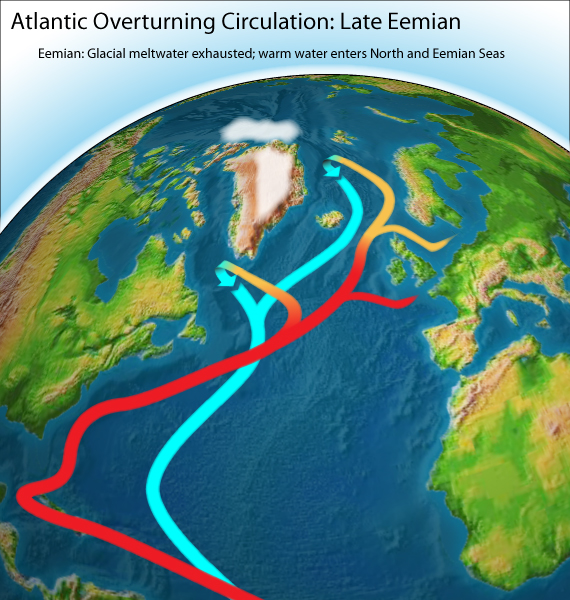 Atlantic Overturning Circulation: Late Eemian
Eemian: Glacial meltwater exhausted; warm water enters North and Eemian Seas